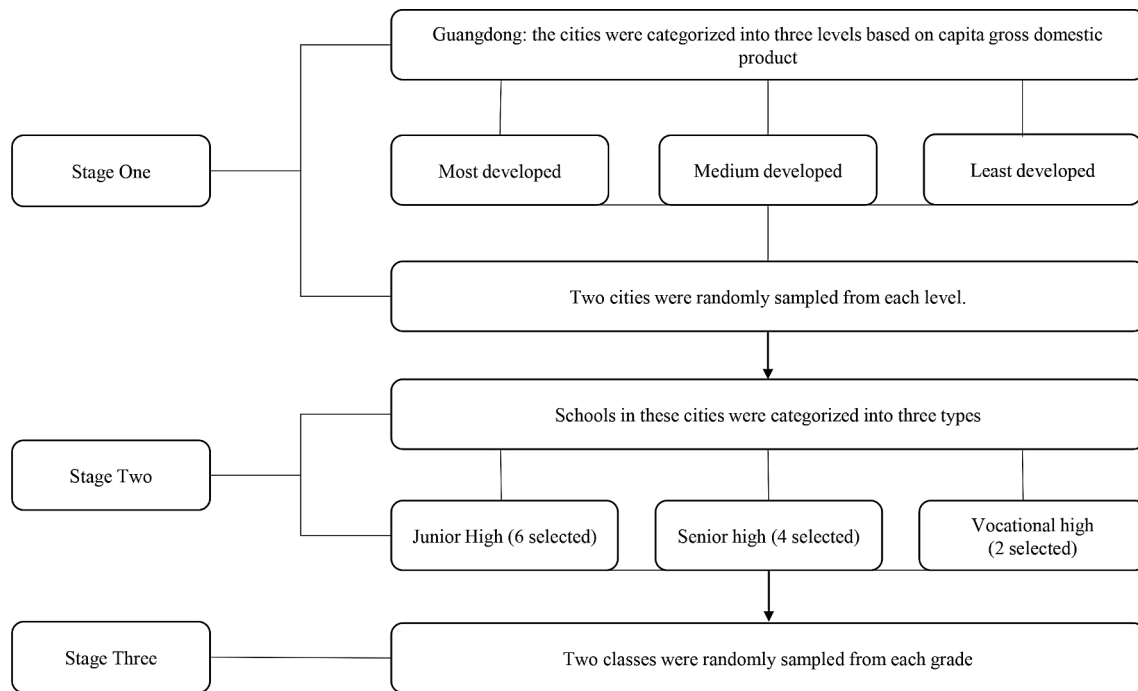 Guangdong: the cities were categorized into three levels based on capita gross domestic
product
Stage One
Most developed
Medium developed
Least developed
Two cities were randomly sampled from each level.
Schools in these cities were categorized into three types
Stage Two
Junior High (6 selected)
Senior high (4 selected)
Vocational high
(2 selected)
Stage Three
Two classes were randomly sampled from each grade